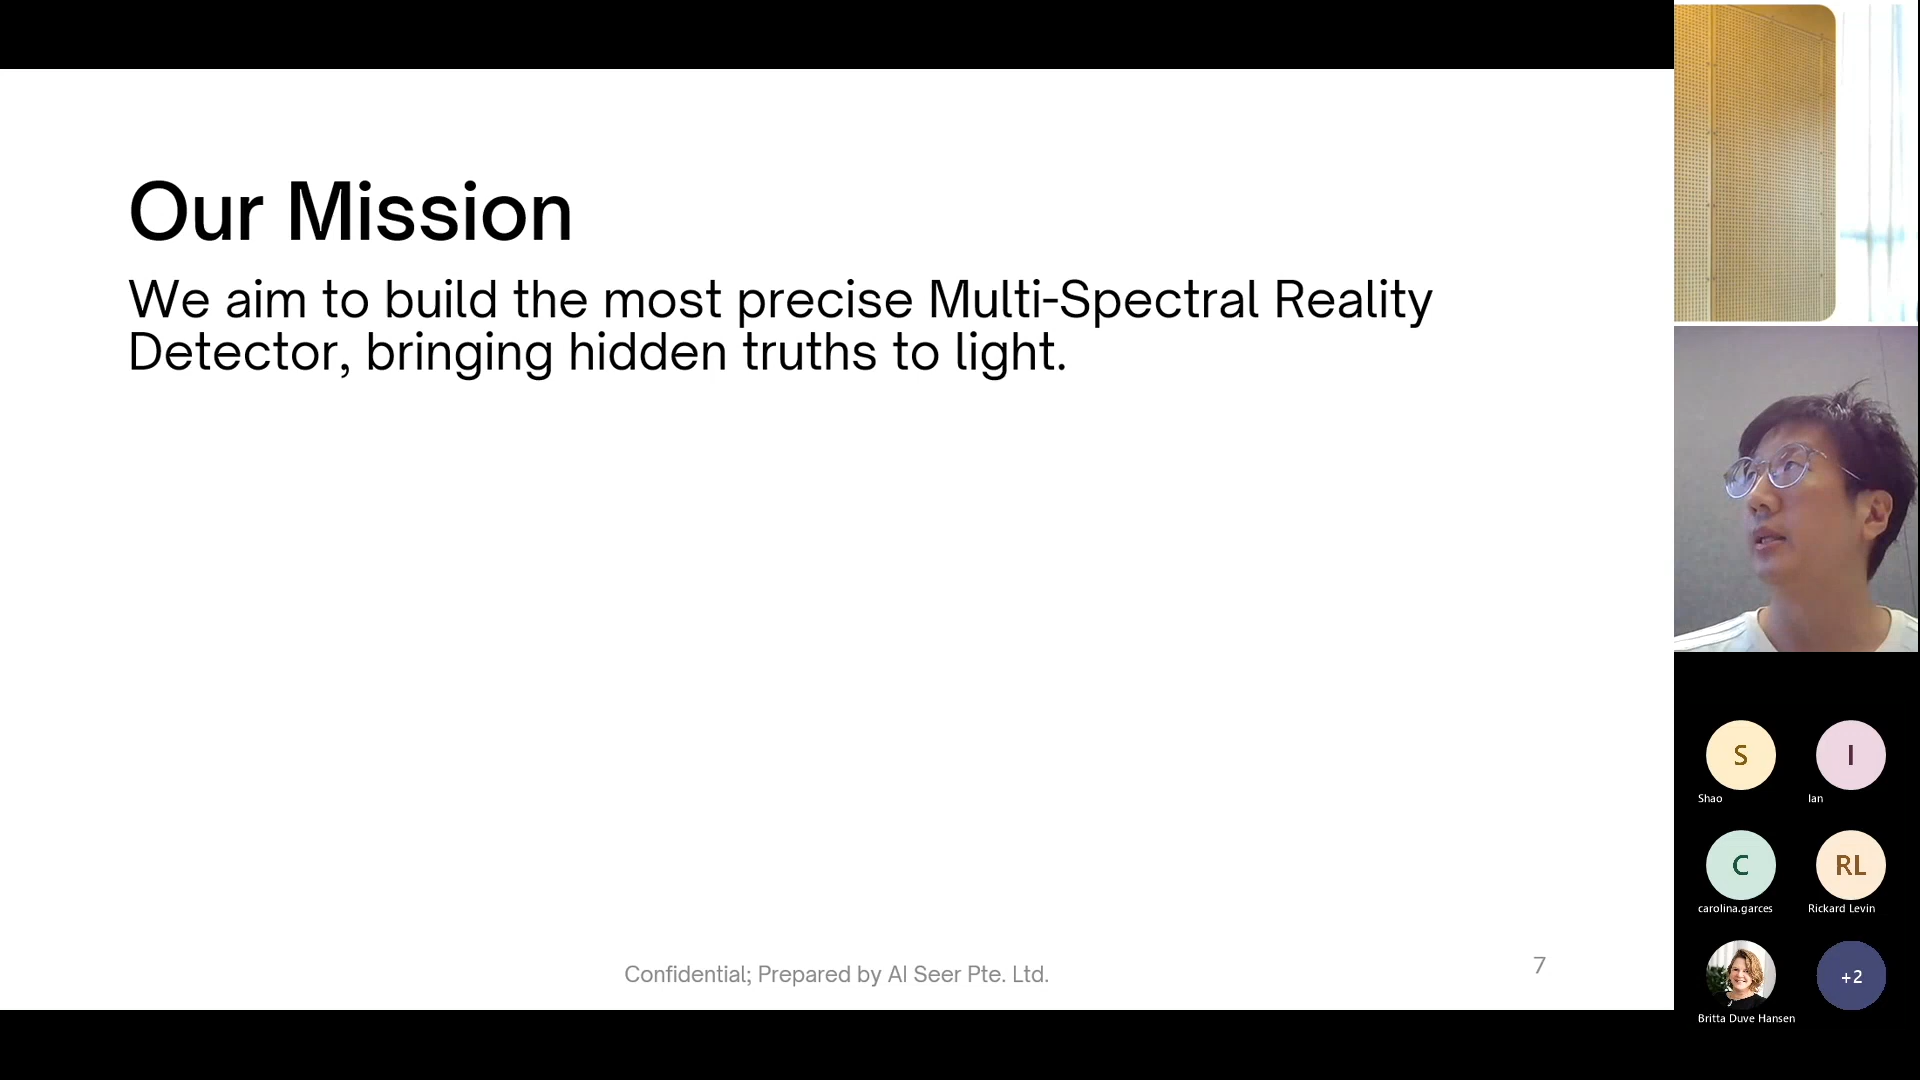 Our Mission
We aim to build the most precise Multi-Spectral Reality
Detector, bringing hidden truths to light.
Confidential; Prepared by AI Seer Pte. Ltd.
7
S
Shao
I
Ian
C
carolina.garces
RL
Rickard Levin
Britta Duve Hansen
+2